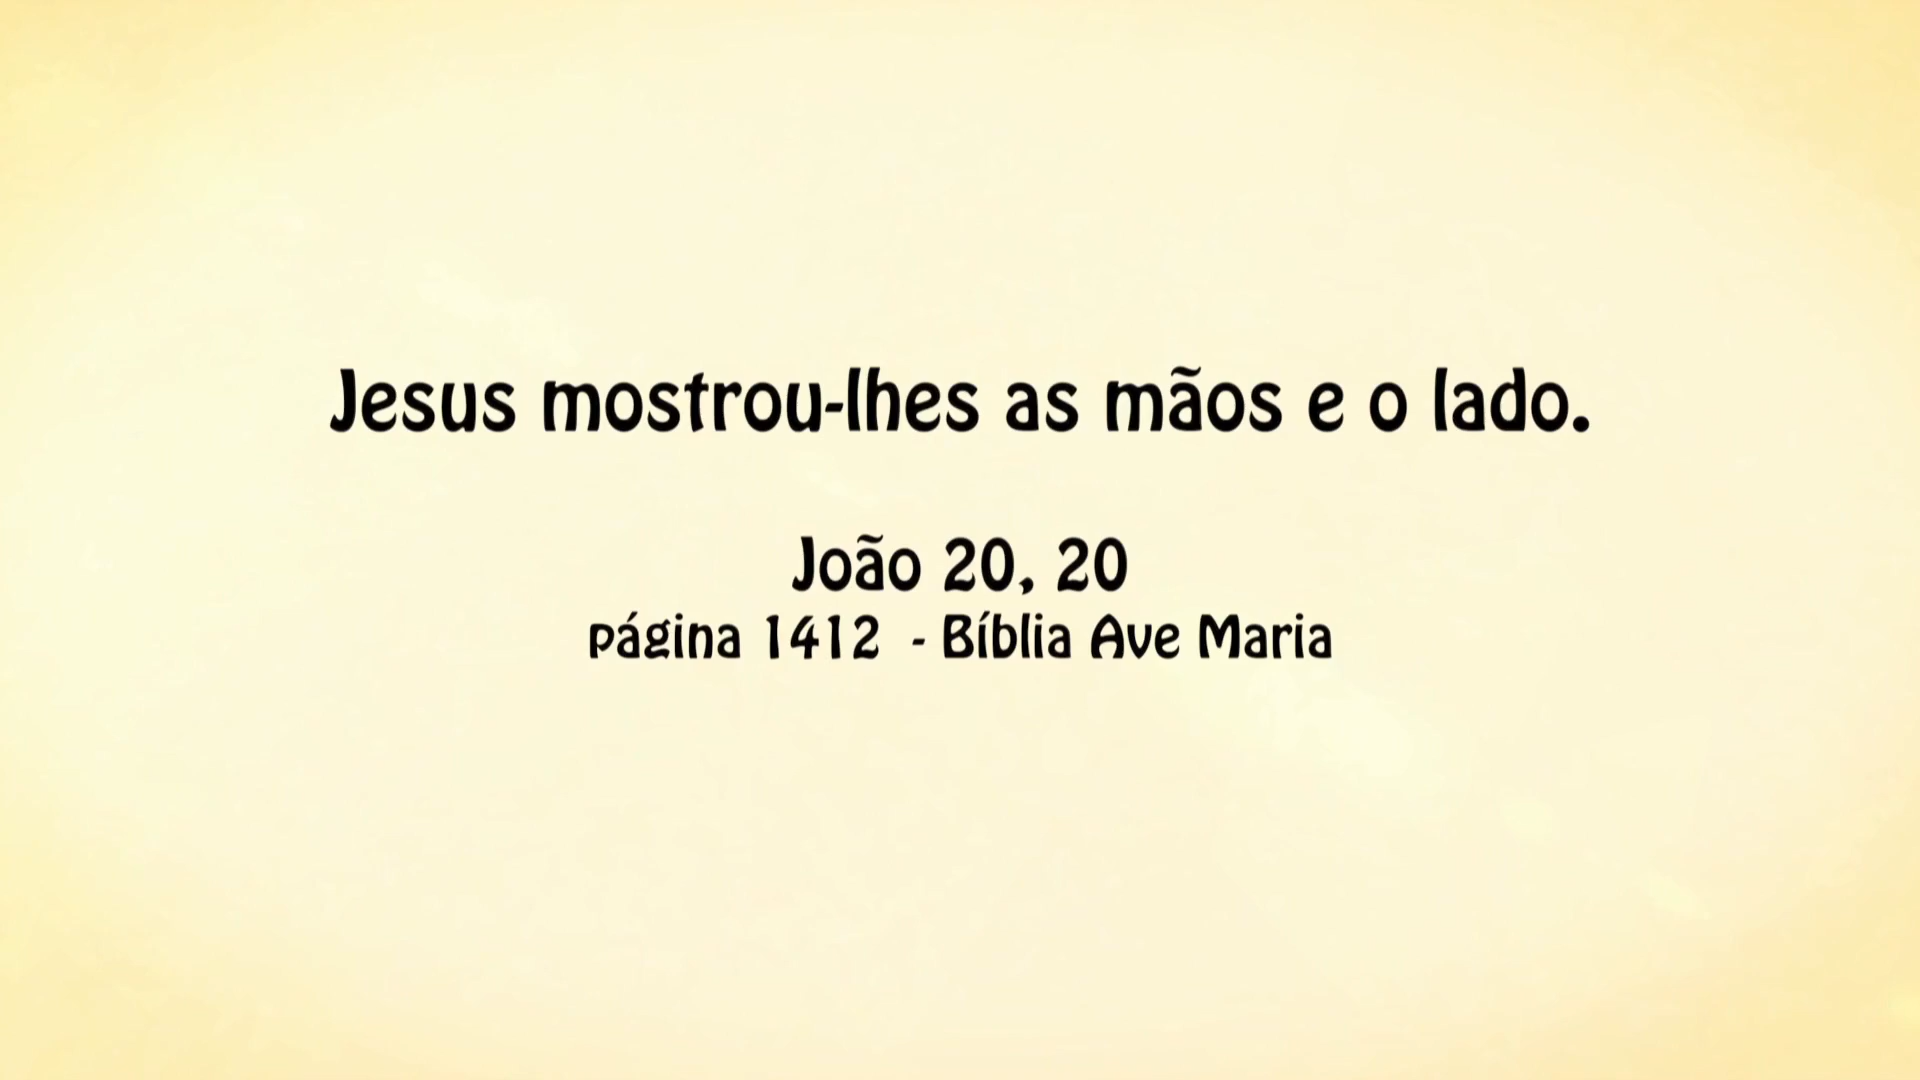 Jesus mostrou-lhes as mãos e o lado.
João 20, 20
página 1412 - Bíblia Ave Maria